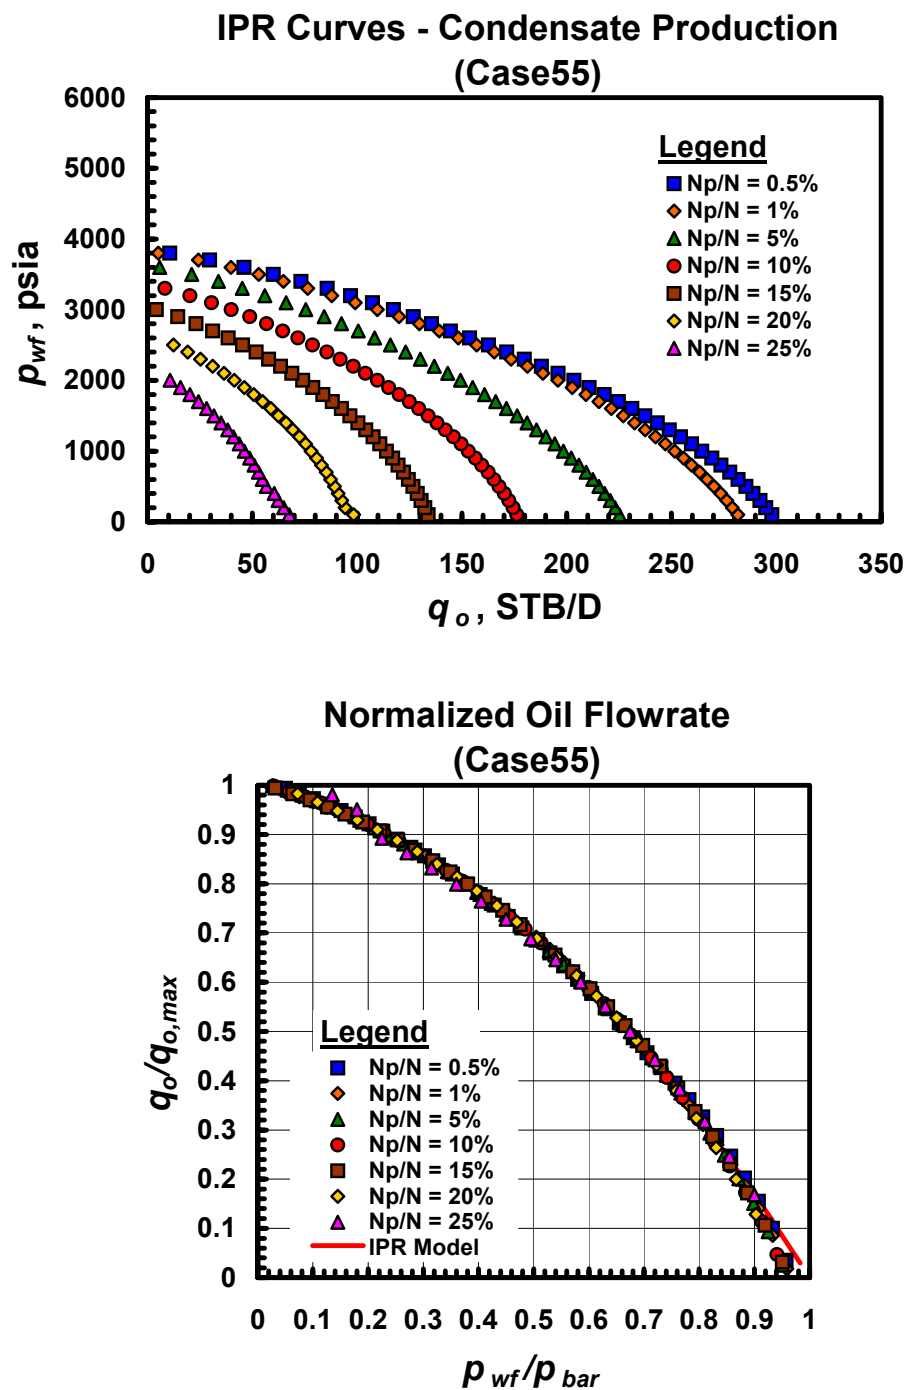 IPR Curves - Condensate Production
(Case55)
6000
5000
4000
3000
2000
1000
0
p wf, psia
Legend
Np/N = 0.5%
Np/N = 1%
Np/N = 5%
Np/N = 10%
Np/N = 15%
Np/N = 20%
Np/N = 25%
0 50 100 150 200 250 300 350
q o , STB/D
Normalized Oil Flowrate
(Case55)
1
0.9
0.8
0.7
0.6
0.5
0.4
0.3
0.2
0.1
0
qo/qo,max
Legend
Np/N = 0.5%
Np/N = 1%
Np/N = 5%
Np/N = 10%
Np/N = 15%
Np/N = 20%
Np/N = 25%
IPR Model
0 0.1 0.2 0.3 0.4 0.5 0.6 0.7 0.8 0.9 1
p wf /p bar